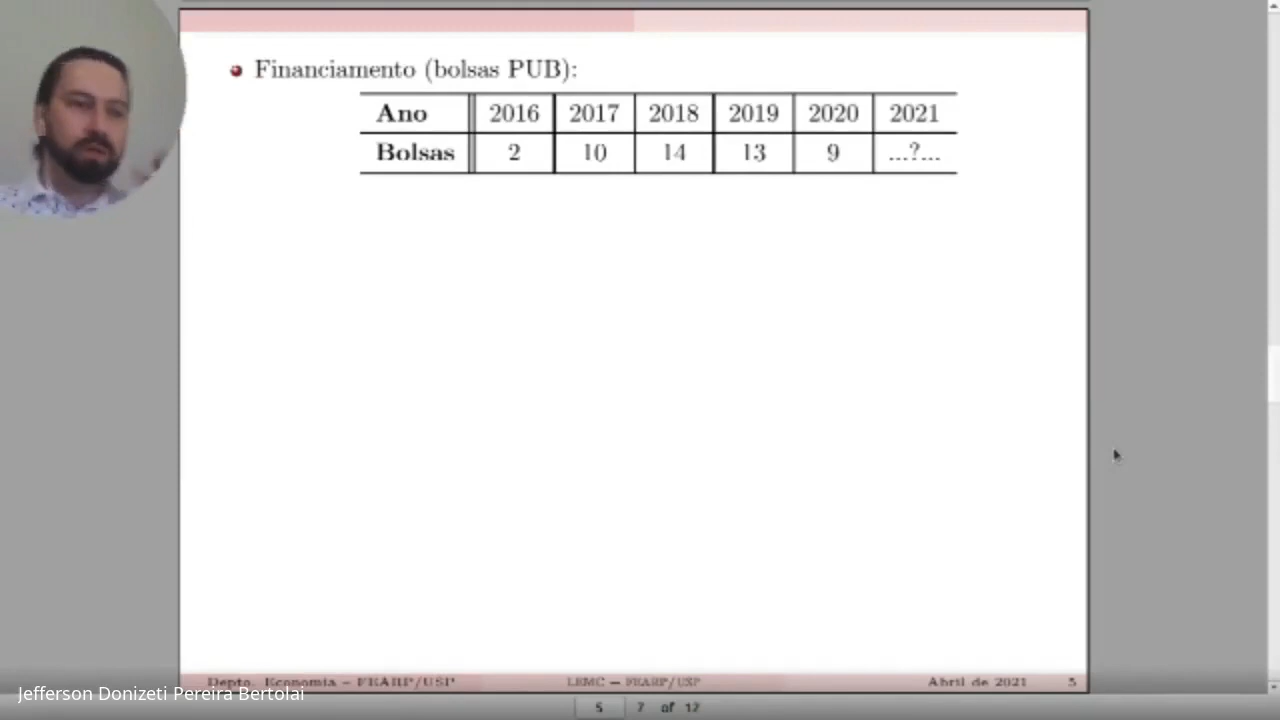 Financiamento (bolsas PUB):
Ano 2016 2017 2018 2019 2020 2021
Bolsas 2 10 14 13 9 ...?...
Depto. Economia – FEARP/USP LEMC – FEARP/USP Abril de 2021 5
Jefferson Donizeti Pereira Bertolai
5 7 of 12